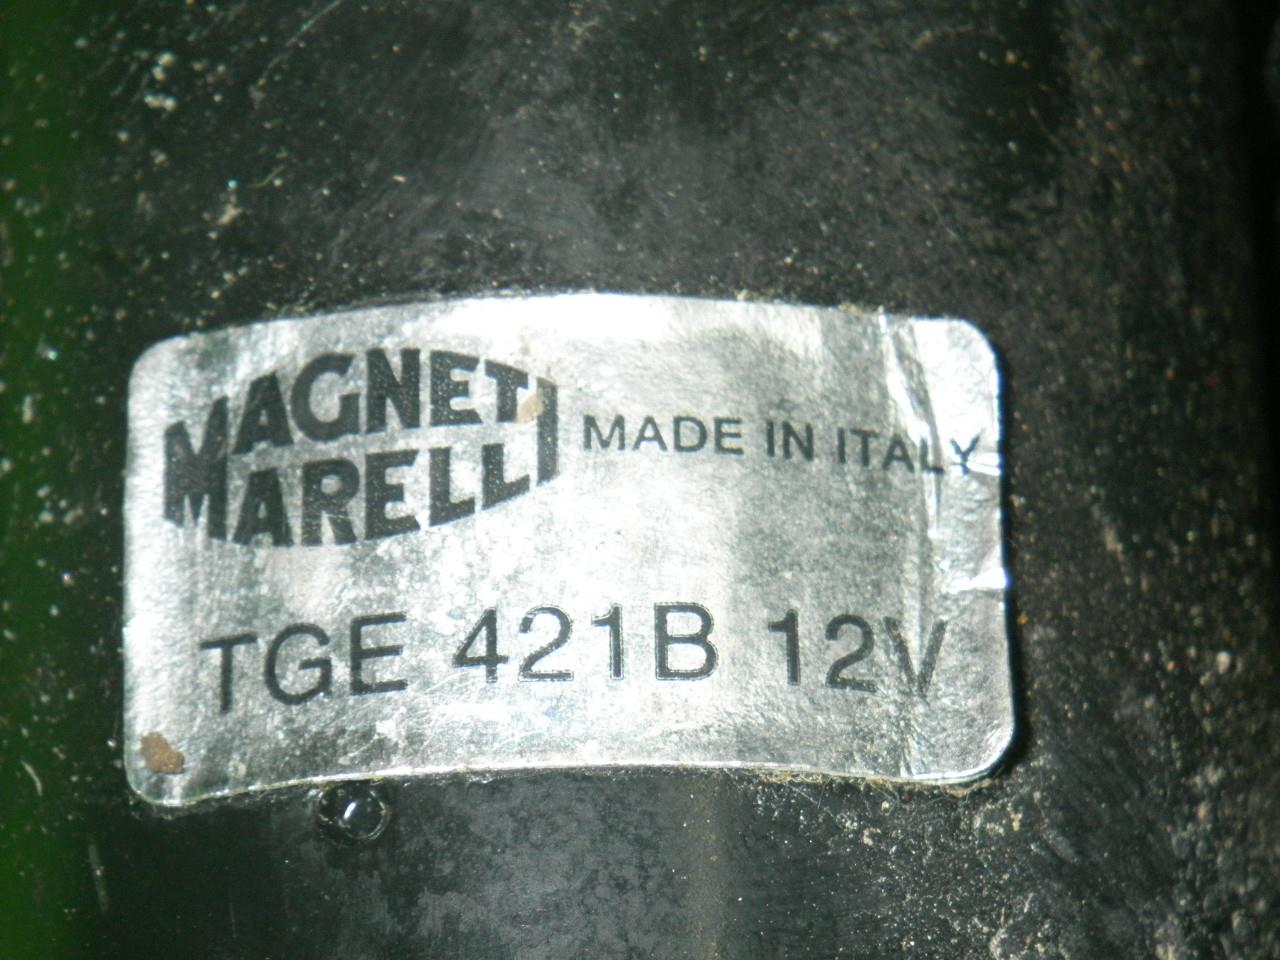 MAGNETI
MARELLI
MADE IN ITALY
TGE 421B 12V